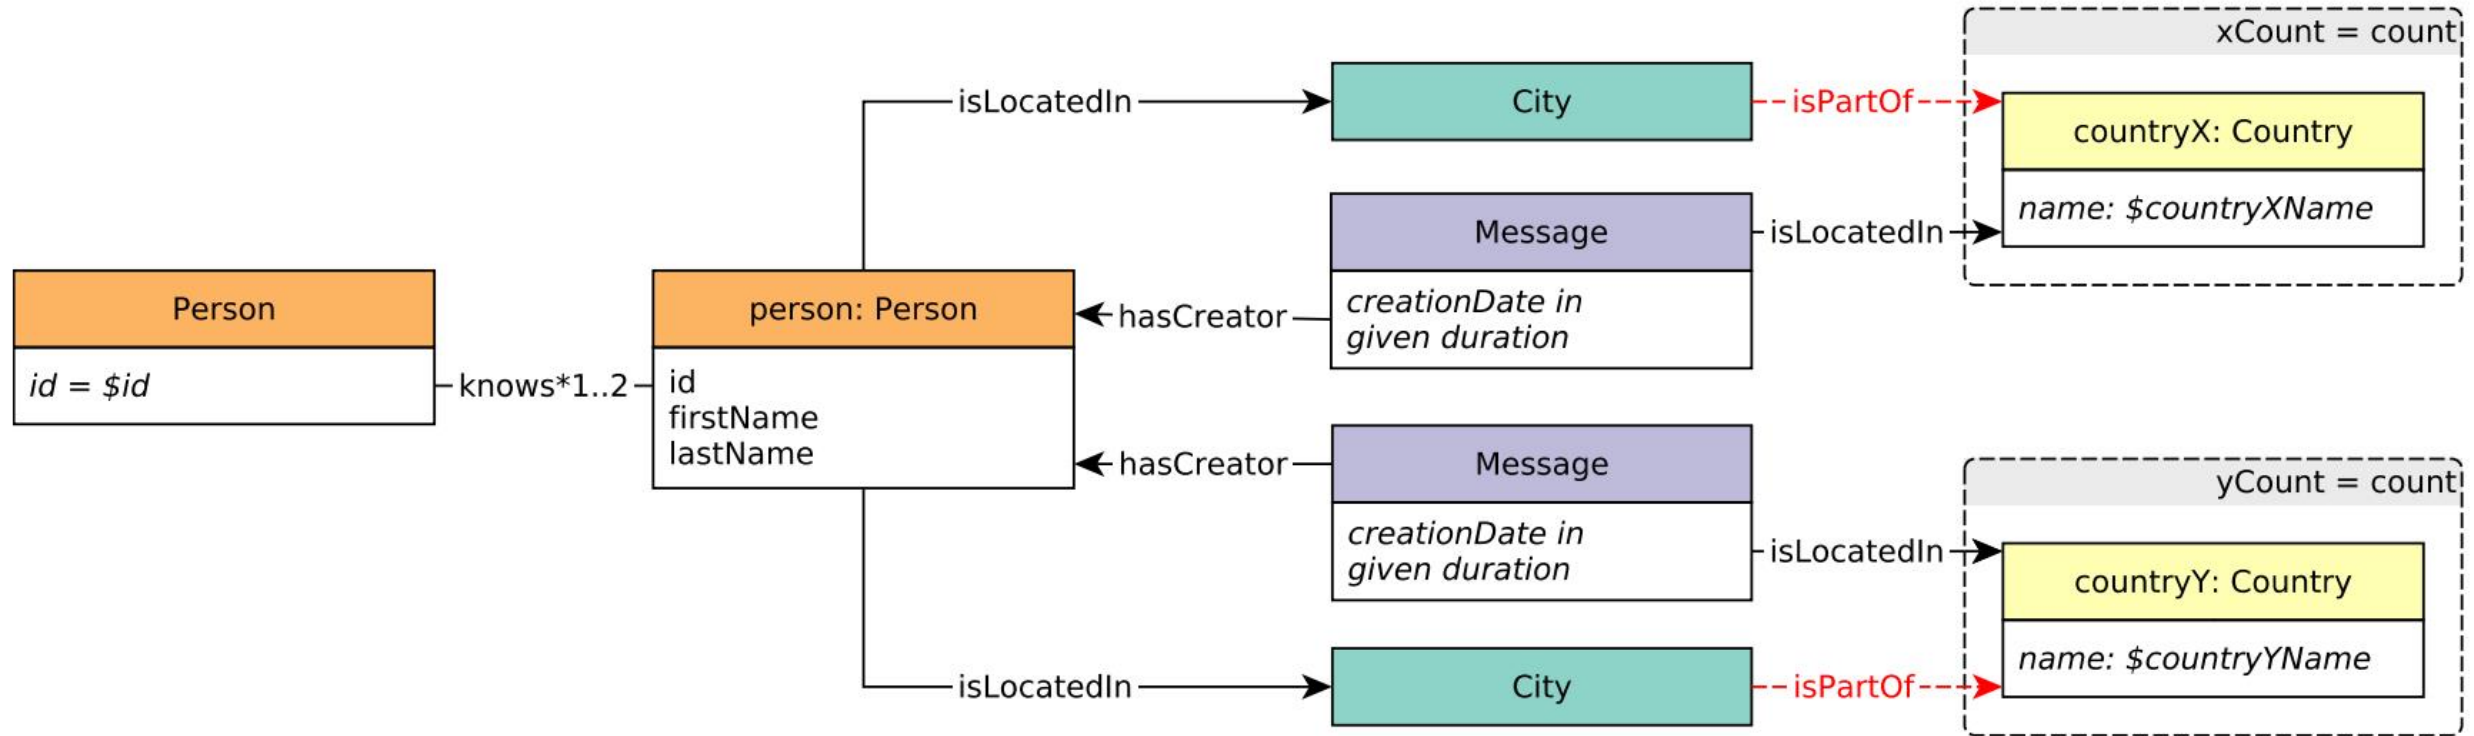 xCount = count
isLocatedIn
City
isPartOf
countryX: Country
name: $countryXName
Message
isLocatedIn
creationDate in
given duration
hasCreator
Person
id = $id
knows*1..2
person: Person
id
firstName
lastName
hasCreator
Message
creationDate in
given duration
isLocatedIn
yCount = count
countryY: Country
name: $countryYName
isLocatedIn
City
isPartOf